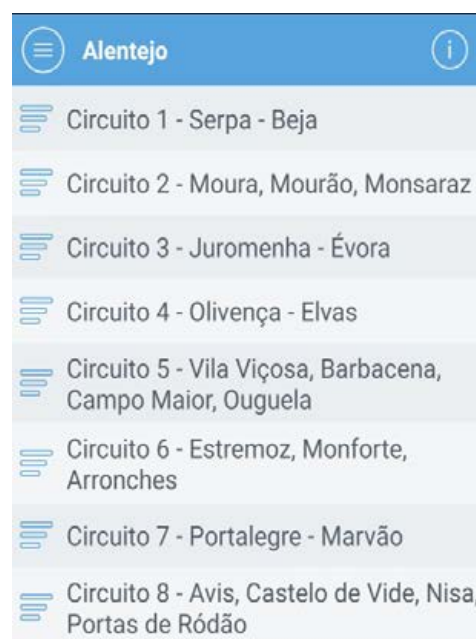 Alentejo
Circuito 1 - Serpa - Beja
Circuito 2 - Moura, Mourão, Monsaraz
Circuito 3 - Juromenha - Évora
Circuito 4 - Olivença - Elvas
Circuito 5 - Vila Viçosa, Barbacena,
Campo Maior, Ouguela
Circuito 6 - Estremoz, Monforte,
Arronches
Circuito 7 - Portalegre - Marvão
Circuito 8 - Avis, Castelo de Vide, Nisa,
Portas de Ródão